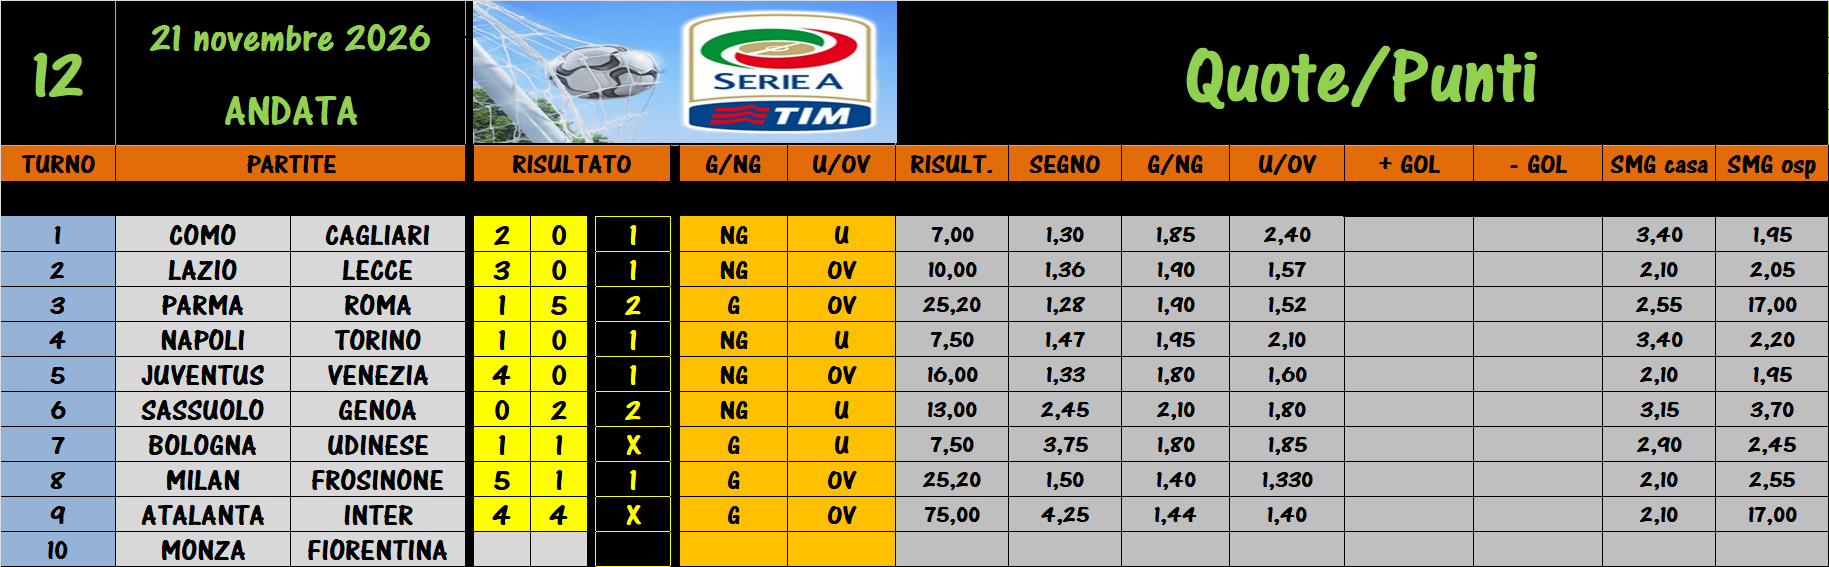 12
21 novembre 2026
ANDATA
SERIE A
TIM
Quote/Punti
TURNO PARTITE RISULTATO G/NG U/OV RISULT. SEGNO G/NG U/OV + GOL - GOL SMG casa SMG osp
1 COMO CAGLIARI 2 0 1 NG U 7,00 1,30 1,85 2,40 3,40 1,95
2 LAZIO LECCE 3 0 1 NG OV 10,00 1,36 1,90 1,57 2,10 2,05
3 PARMA ROMA 1 5 2 G OV 25,20 1,28 1,90 1,52 2,55 17,00
4 NAPOLI TORINO 1 0 1 NG U 7,50 1,47 1,95 2,10 3,40 2,20
5 JUVENTUS VENEZIA 4 0 1 NG OV 16,00 1,33 1,80 1,60 2,10 1,95
6 SASSUOLO GENOA 0 2 2 NG U 13,00 2,45 2,10 1,80 3,15 3,70
7 BOLOGNA UDINESE 1 1 X G U 7,50 3,75 1,80 1,85 2,90 2,45
8 MILAN FROSINONE 5 1 1 G OV 25,20 1,50 1,40 1,330 2,10 2,55
9 ATALANTA INTER 4 4 X G OV 75,00 4,25 1,44 1,40 2,10 17,00
10 MONZA FIORENTINA